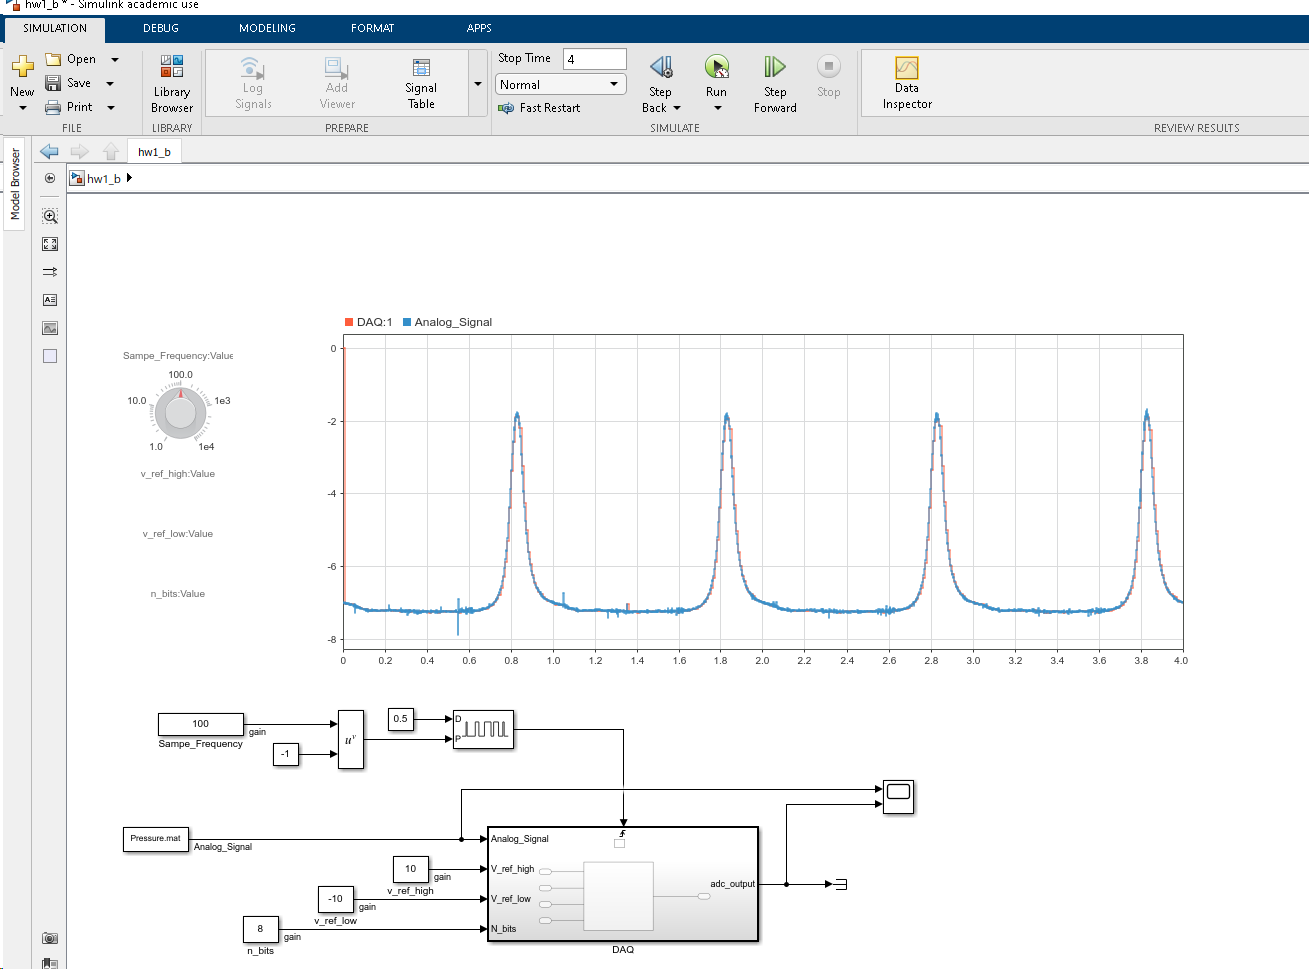 hw1_b * - Simulink academic use
SIMULATION DEBUG MODELING FORMAT APPS
New
Open
Save
Print
FILE
Library Browser
LIBRARY
Log Signals
Add Viewer
Signal Table
PREPARE
Stop Time 4
Normal
Fast Restart
Step Back
Run
Step Forward
Stop
SIMULATE
Data Inspector
REVIEW RESULTS
Model Browser
hw1_b
hw1_b
DAQ:1 Analog_Signal
Sampe_Frequency:Value
100.0
10.0 1e3
1.0 1e4
v_ref_high:Value
v_ref_low:Value
n_bits:Value
0
-2
-4
-6
-8
0 0.2 0.4 0.6 0.8 1.0 1.2 1.4 1.6 1.8 2.0 2.2 2.4 2.6 2.8 3.0 3.2 3.4 3.6 3.8 4.0
100
gain
Sampe_Frequency
-1
u^v
0.5
D
P
Pressure.mat
Analog_Signal
10
gain
v_ref_high
-10
gain
v_ref_low
8
gain
n_bits
Analog_Signal
V_ref_high
V_ref_low
N_bits
adc_output
DAQ